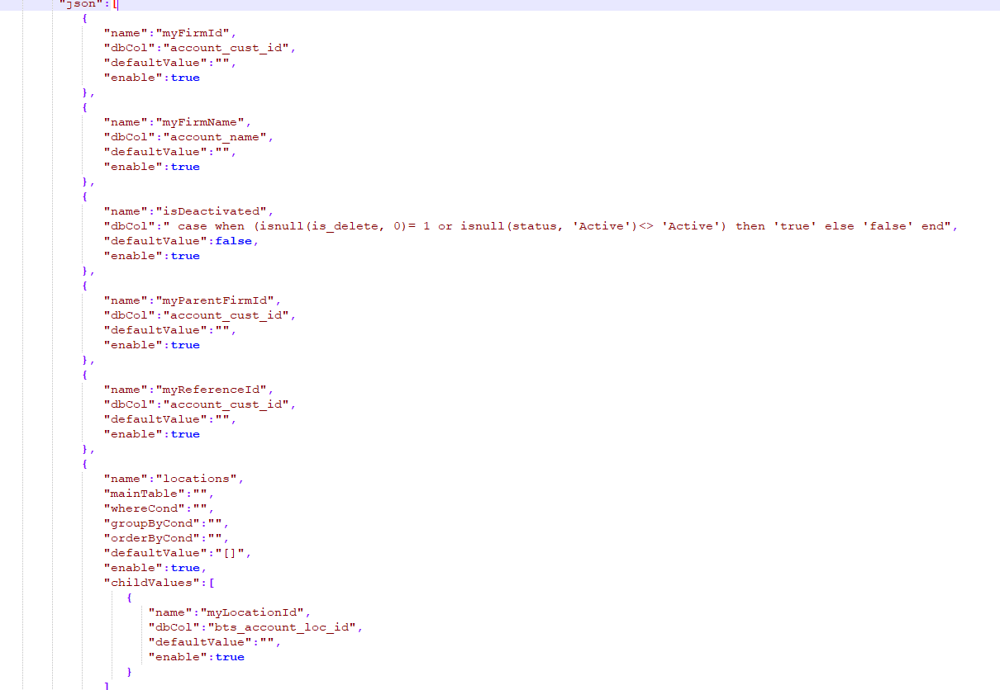 "json":[
{
"name":"myFirmId",
"dbCol":"account_cust_id",
"defaultValue":"",
"enable":true
},
{
"name":"myFirmName",
"dbCol":"account_name",
"defaultValue":"",
"enable":true
},
{
"name":"isDeactivated",
"dbCol":" case when (isnull(is_delete, 0)= 1 or isnull(status, 'Active')<> 'Active') then 'true' else 'false' end",
"defaultValue":false,
"enable":true
},
{
"name":"myParentFirmId",
"dbCol":"account_cust_id",
"defaultValue":"",
"enable":true
},
{
"name":"myReferenceId",
"dbCol":"account_cust_id",
"defaultValue":"",
"enable":true
},
{
"name":"locations",
"mainTable":"",
"whereCond":"",
"groupByCond":"",
"orderByCond":"",
"defaultValue":"[]",
"enable":true,
"childValues":[
{
"name":"myLocationId",
"dbCol":"bts_account_loc_id",
"defaultValue":"",
"enable":true
}
]